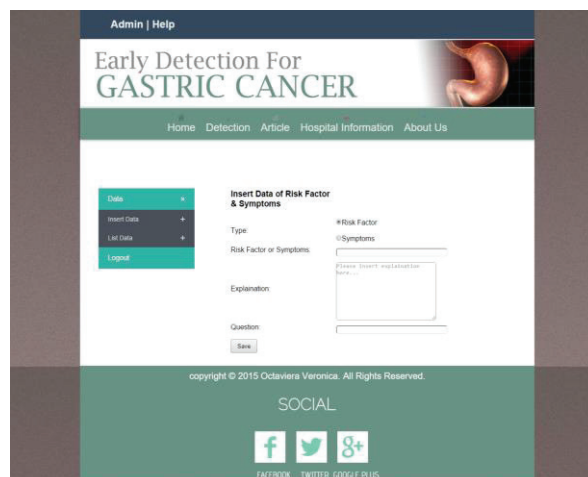 Admin | Help
Early Detection For
GASTRIC CANCER
Home Detection Article Hospital Information About Us
Data
Insert Data +
List Data +
Logout
Insert Data of Risk Factor
& Symptoms
Type:
Risk Factor
Symptoms
Risk Factor or Symptoms:
Explanation:
Please insert explaination
here...
Question:
Save
copyright © 2015 Octaviera Veronica. All Rights Reserved.
SOCIAL
FACEBOOK TWITTER GOOGLE PLUS